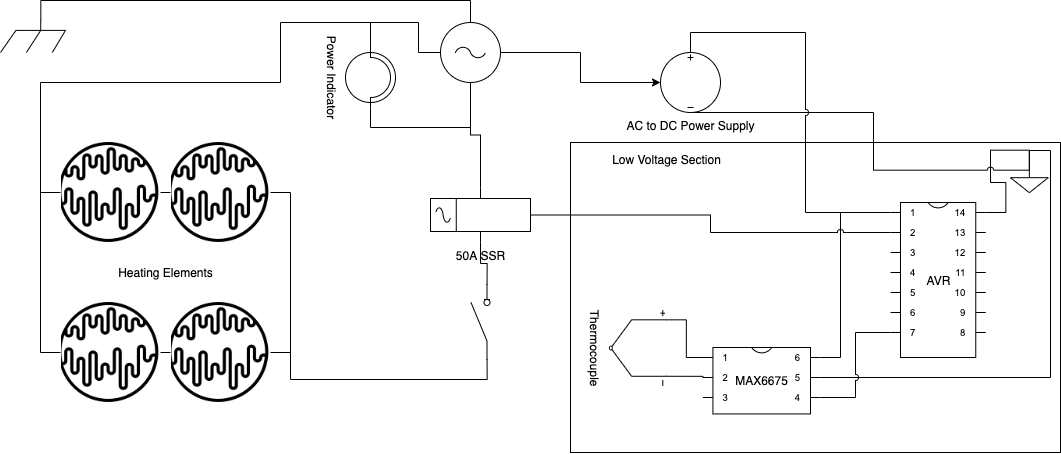 Power Indicator
+
−
AC to DC Power Supply
Low Voltage Section
50A SSR
Heating Elements
1 14
2 13
3 12
4 11
5 10
6 9
7 8
AVR
Thermocouple
+
−
1 6
2 5
3 4
MAX6675